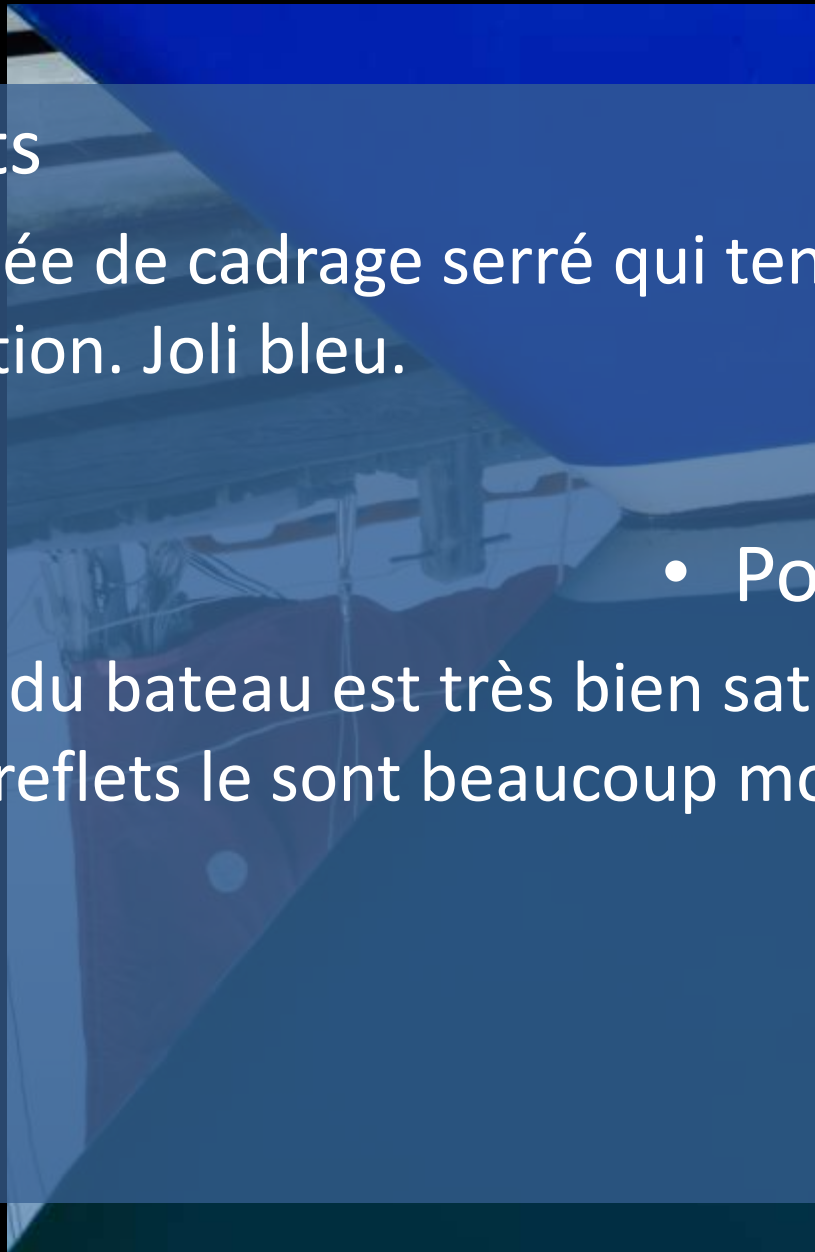 ts
ée de cadrage serré qui ten
tion. Joli bleu.
• Po
du bateau est très bien sat
reflets le sont beaucoup mo